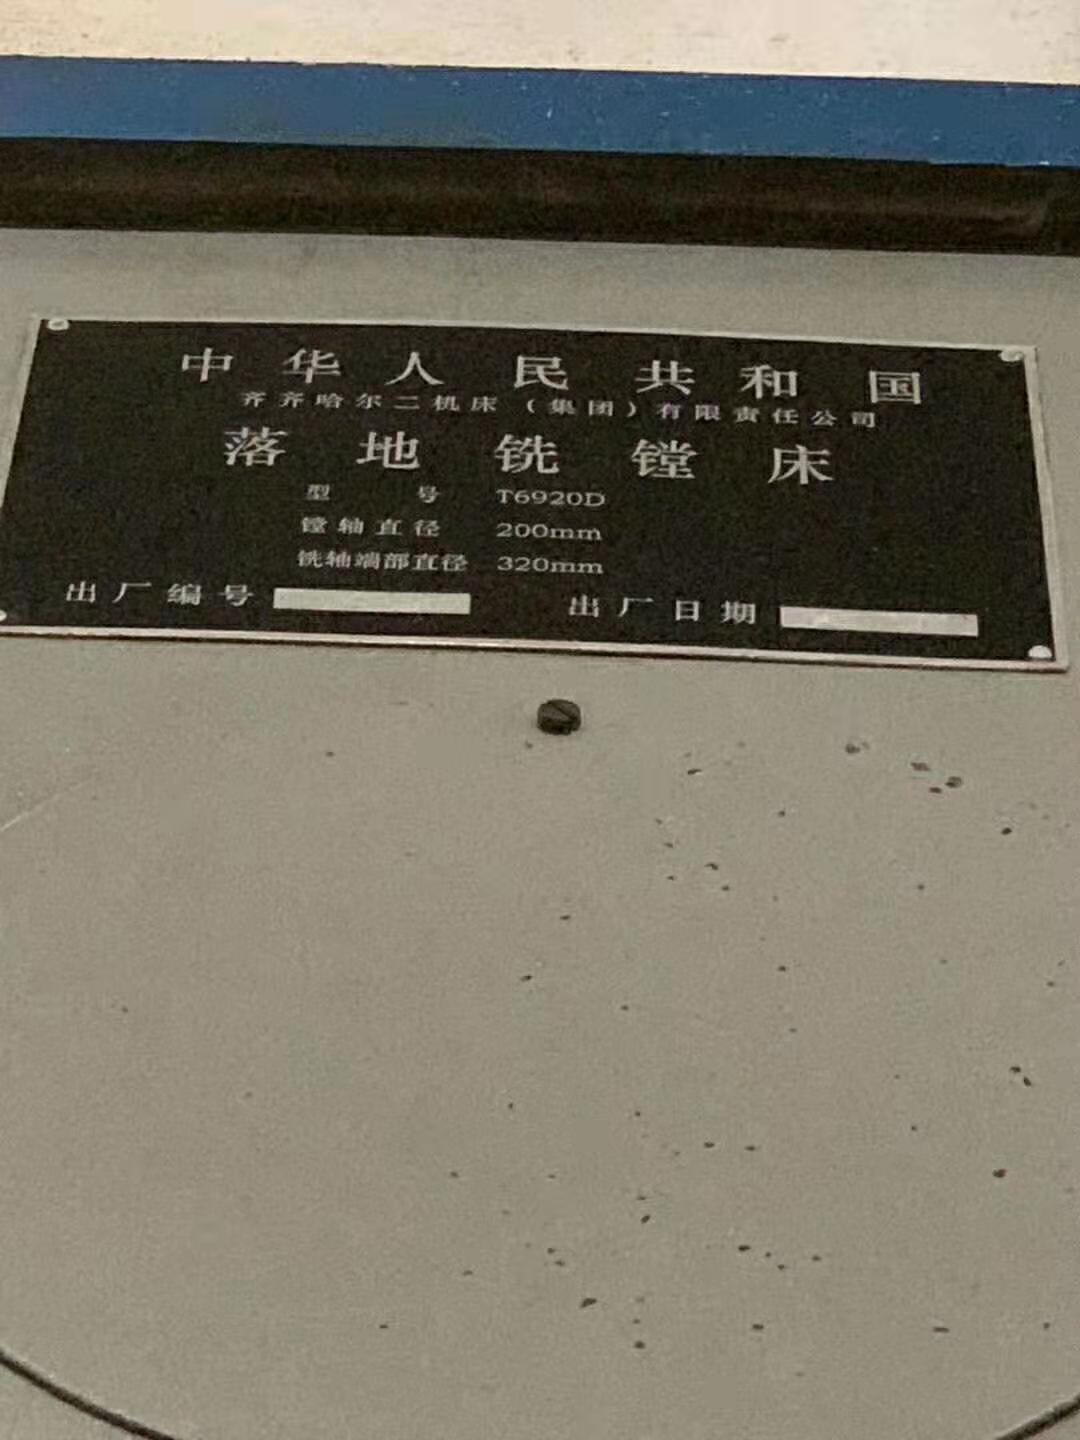 中华人民共和国
齐齐哈尔二机床（集团）有限责任公司
落地铣镗床
型号 T6920D
镗轴直径 200mm
铣轴端部直径 320mm
出厂编号 出厂日期